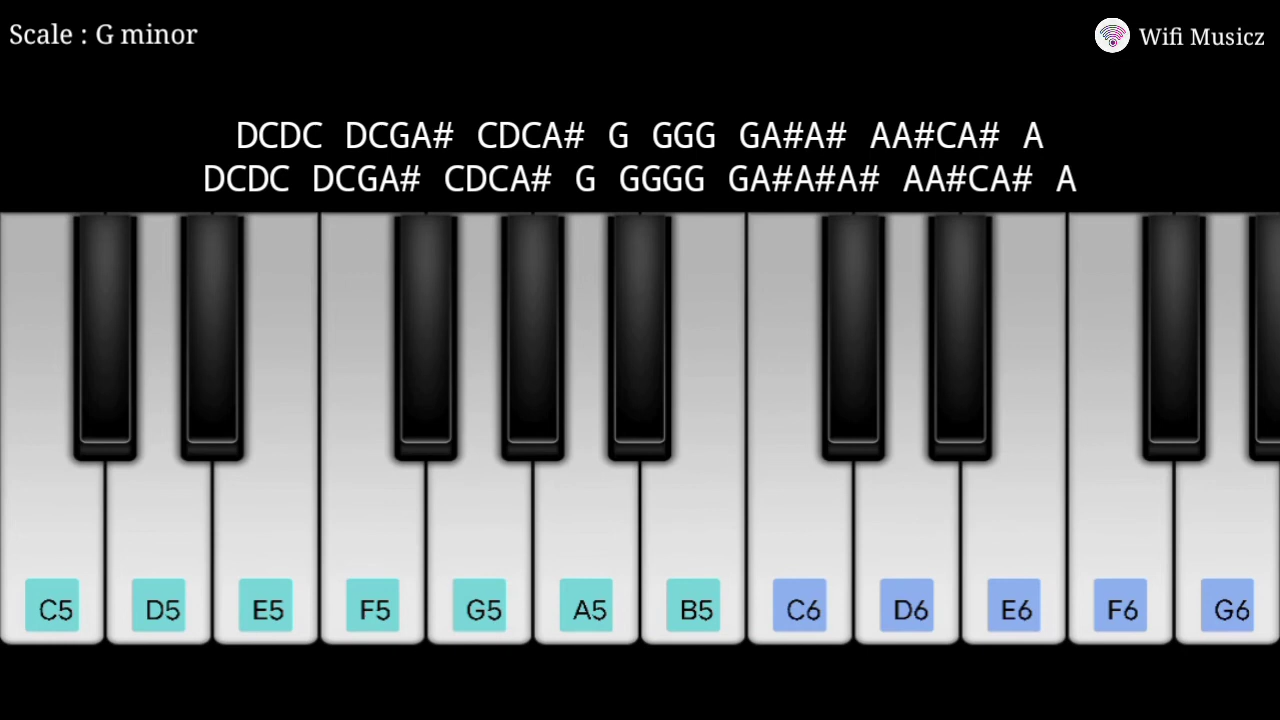 Scale : G minor
Wifi Musicz
DCDC DCGA# CDCA# G GGG GA#A# AA#CA# A
DCDC DCGA# CDCA# G GGGG GA#A#A# AA#CA# A
C5 D5 E5 F5 G5 A5 B5 C6 D6 E6 F6 G6